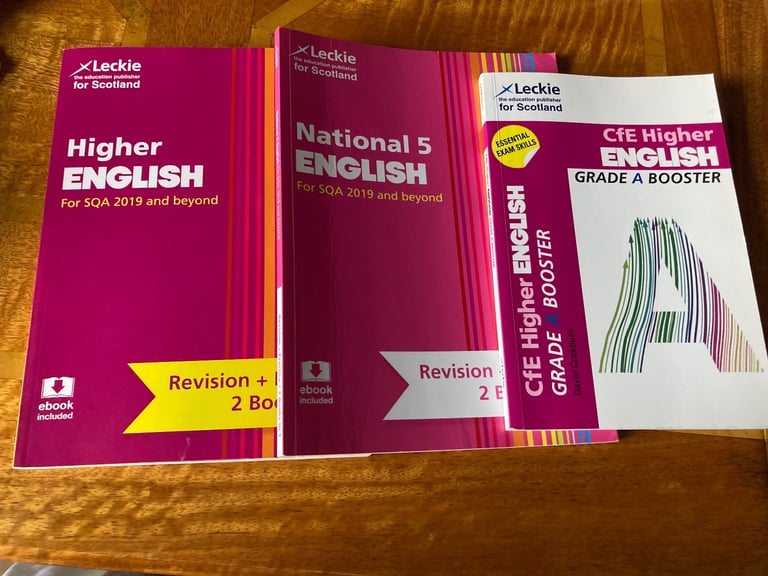 Leckie
the education publisher
for Scotland
Higher
ENGLISH
For SQA 2019 and beyond
ebook
included
Revision +
2
Leckie
the education publisher
for Scotland
National 5
ENGLISH
For SQA 2019 and beyond
ebook
included
Revision
2
Leckie
the education publisher
for Scotland
ESSENTIAL
EXAM SKILLS
CfE Higher
ENGLISH
GRADE A BOOSTER
CfE Higher ENGLISH
GRADE A BOOSTER
David Cockburn